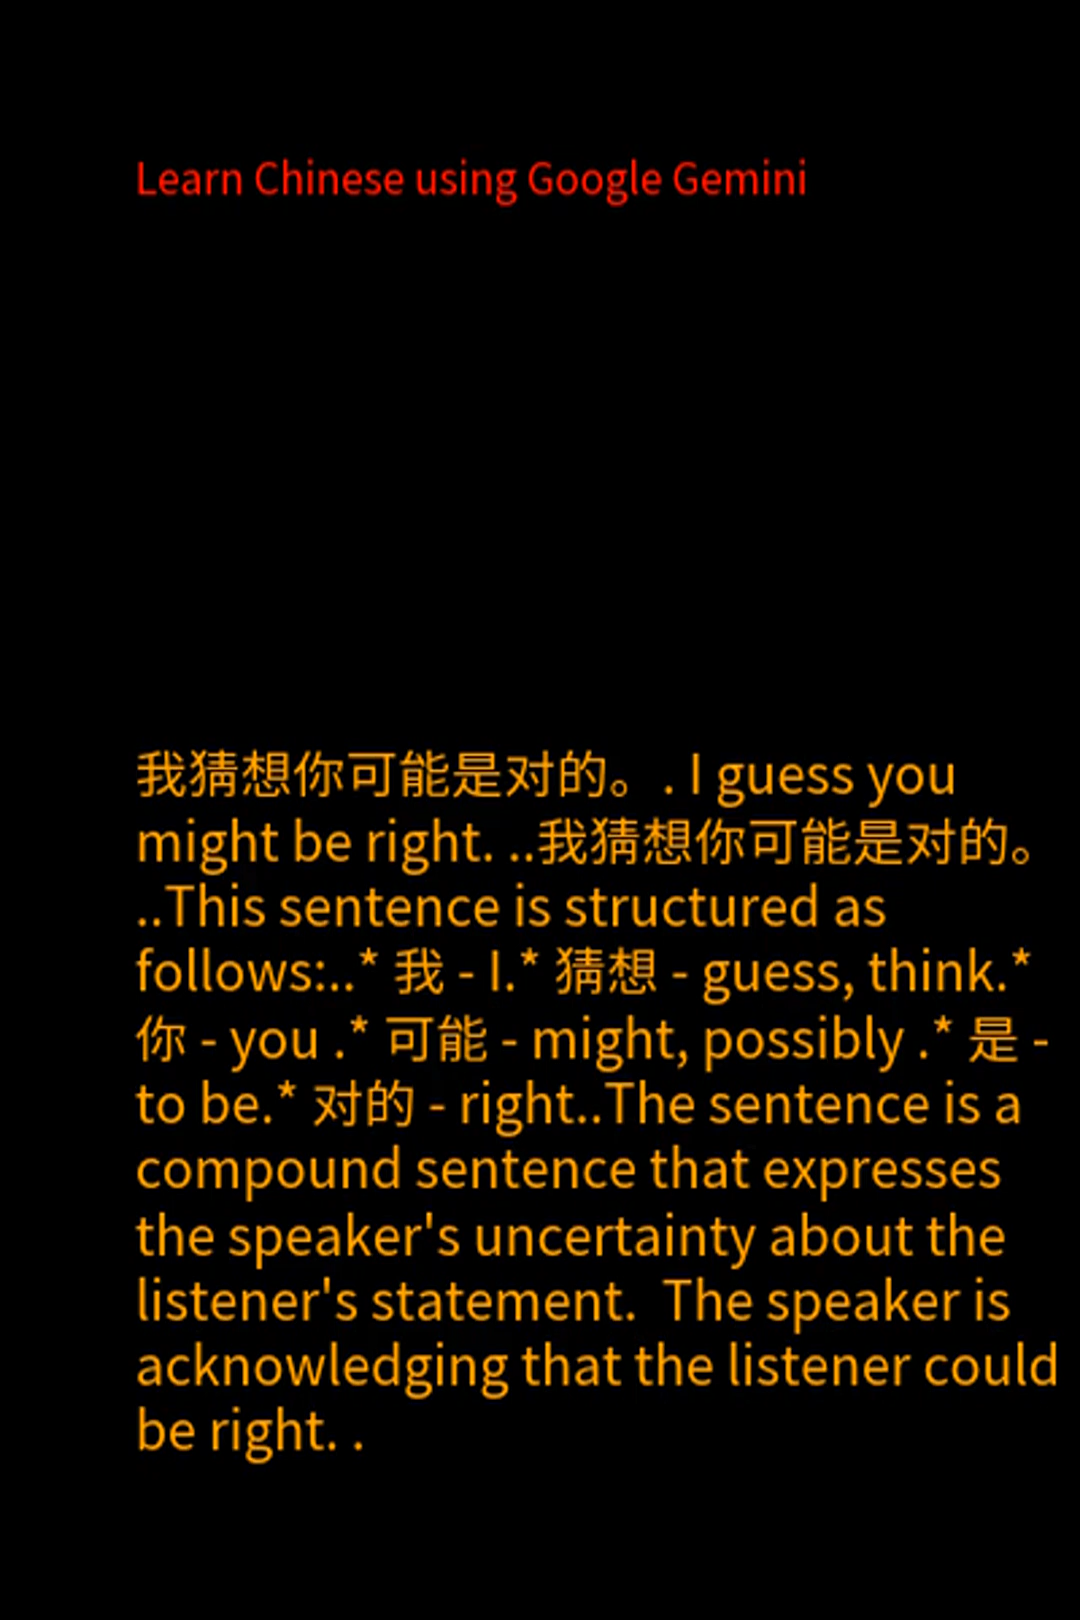 Learn Chinese using Google Gemini
我猜想你可能是对的。. I guess you
might be right. ..我猜想你可能是对的。
..This sentence is structured as
follows:..* 我 - I.* 猜想 - guess, think.*
你 - you .* 可能 - might, possibly .* 是 -
to be.* 对的 - right..The sentence is a
compound sentence that expresses
the speaker's uncertainty about the
listener's statement.  The speaker is
acknowledging that the listener could
be right. .